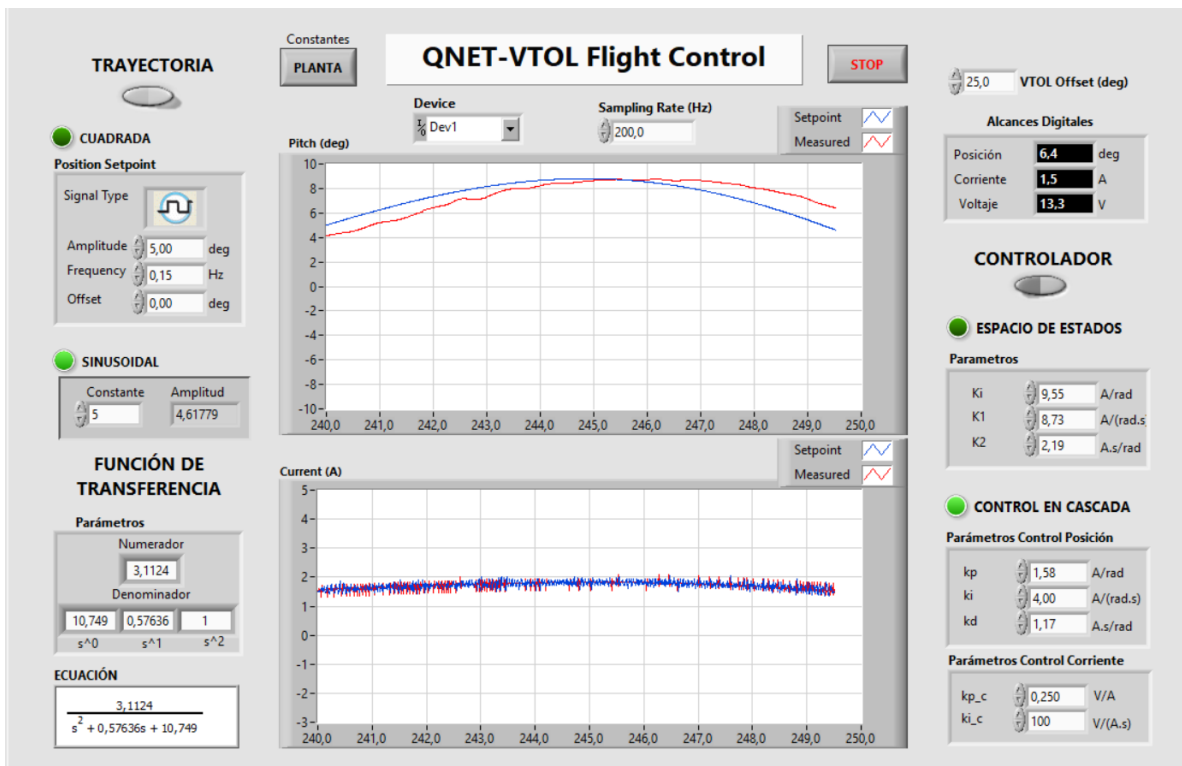 TRAYECTORIA
CUADRADA
Position Setpoint
Signal Type
Amplitude 5,00 deg
Frequency 0,15 Hz
Offset 0,00 deg
SINUSOIDAL
Constante Amplitud
5 4,61779
FUNCIÓN DE
TRANSFERENCIA
Parámetros
Numerador
3,1124
Denominador
10,749 0,57636 1
s^0 s^1 s^2
ECUACIÓN
3,1124
s2 + 0,57636s + 10,749
Constantes
PLANTA
QNET-VTOL Flight Control
STOP
Device
Dev1
Sampling Rate (Hz)
200,0
Setpoint
Measured
Pitch (deg)
10
8
6
4
2
0
-2
-4
-6
-8
-10
240,0 241,0 242,0 243,0 244,0 245,0 246,0 247,0 248,0 249,0 250,0
Setpoint
Measured
Current (A)
5
4
3
2
1
0
-1
-2
-3
240,0 241,0 242,0 243,0 244,0 245,0 246,0 247,0 248,0 249,0 250,0
25,0 VTOL Offset (deg)
Alcances Digitales
Posición 6,4 deg
Corriente 1,5 A
Voltaje 13,3 V
CONTROLADOR
ESPACIO DE ESTADOS
Parametros
Ki 9,55 A/rad
K1 8,73 A/(rad.s
K2 2,19 A.s/rad
CONTROL EN CASCADA
Parámetros Control Posición
kp 1,58 A/rad
ki 4,00 A/(rad.s)
kd 1,17 A.s/rad
Parámetros Control Corriente
kp_c 0,250 V/A
ki_c 100 V/(A.s)